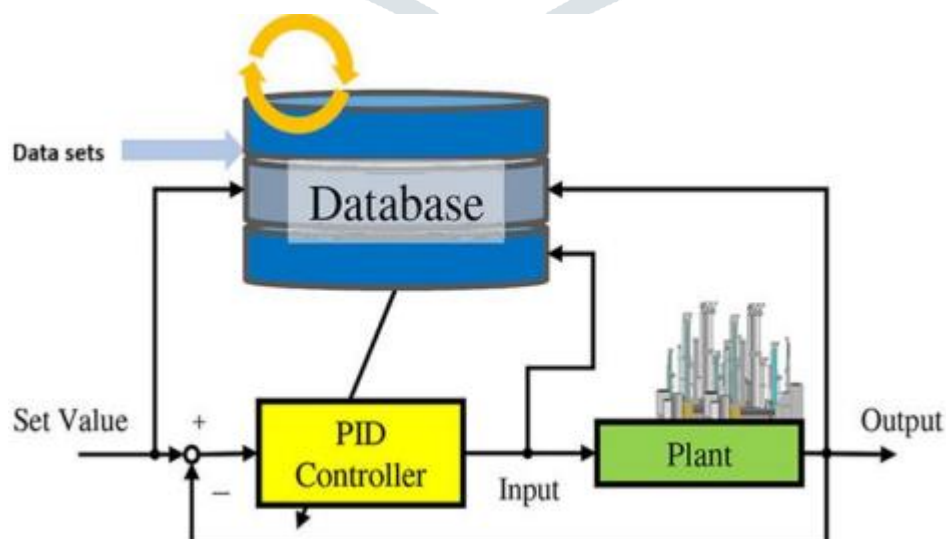 Data sets
Database
Set Value
+
−
PID
Controller
Input
Plant
Output